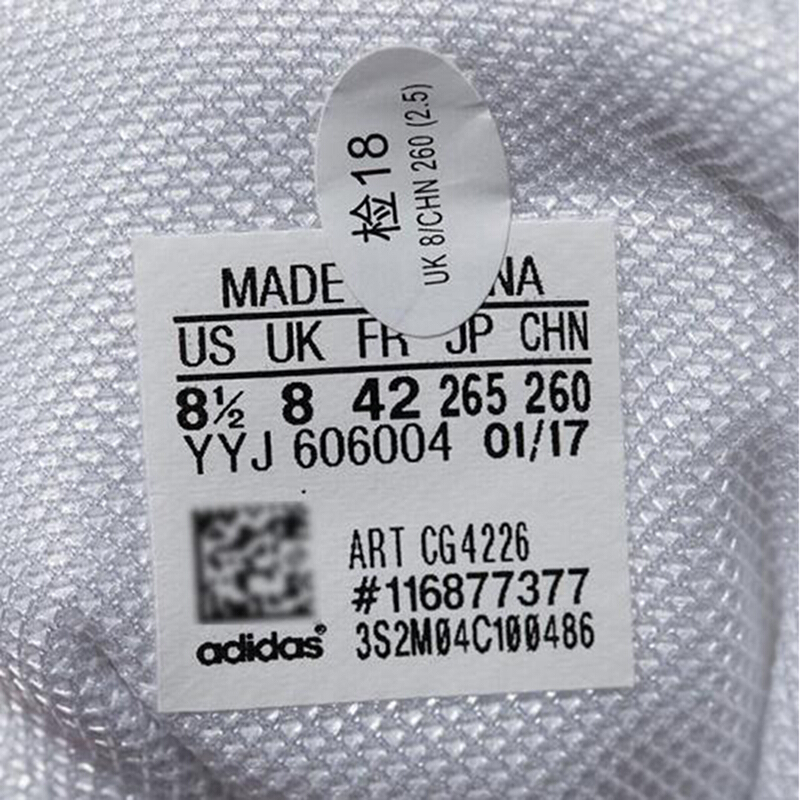 检18
UK 8/CHN 260 (2.5)
MADE NA
US UK FR JP CHN
8½ 8 42 265 260
YYJ 606004 01/17
ART CG4226
#116877377
adidas® 3S2M04C100486